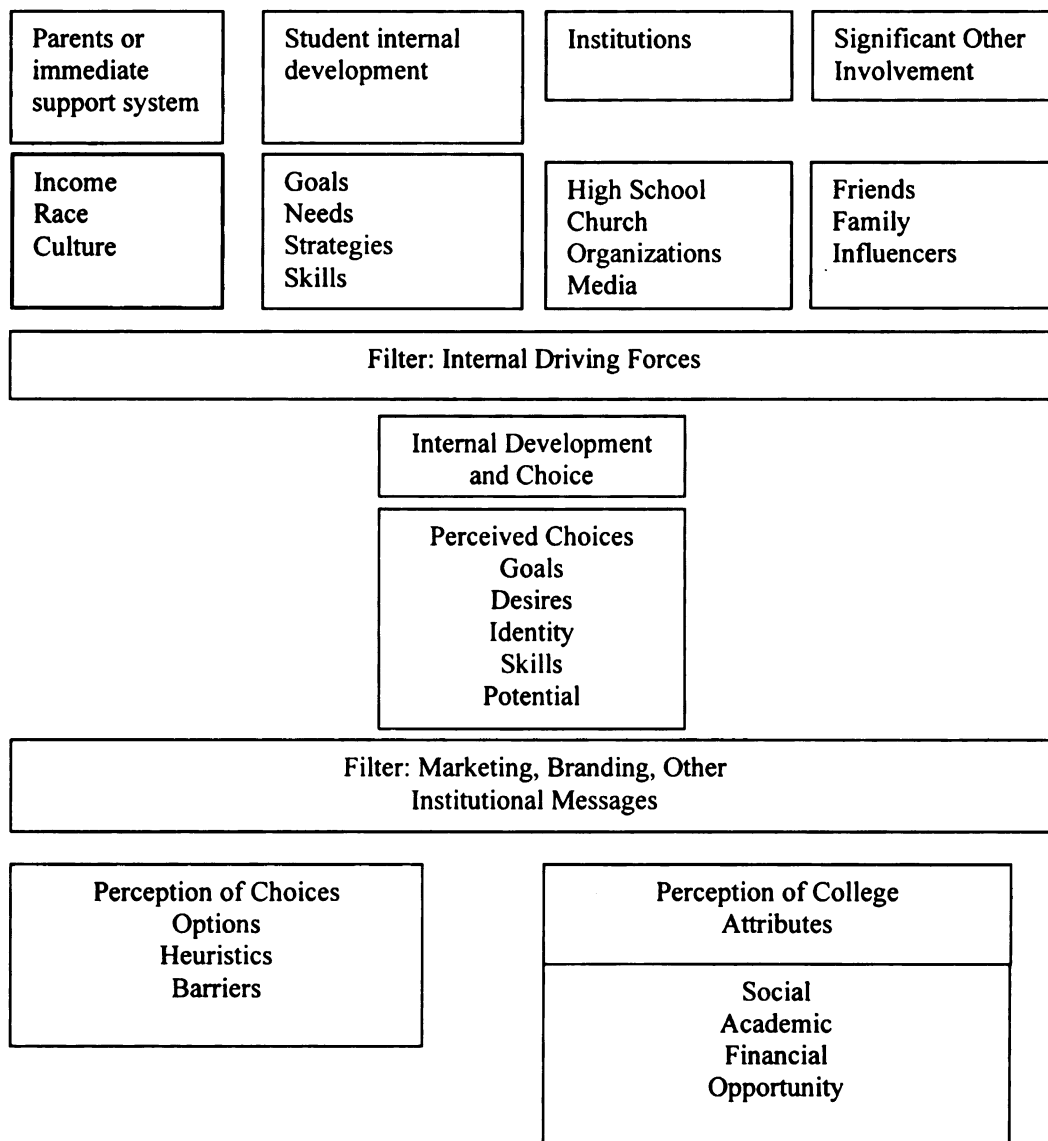 Parents or
immediate
support system
Student internal
development
Institutions
Significant Other
Involvement
Income
Race
Culture
Goals
Needs
Strategies
Skills
High School
Church
Organizations
Media
Friends
Family
Influencers
Filter: Internal Driving Forces
Internal Development
and Choice
Perceived Choices
Goals
Desires
Identity
Skills
Potential
Filter: Marketing, Branding, Other
Institutional Messages
Perception of Choices
Options
Heuristics
Barriers
Perception of College
Attributes
Social
Academic
Financial
Opportunity